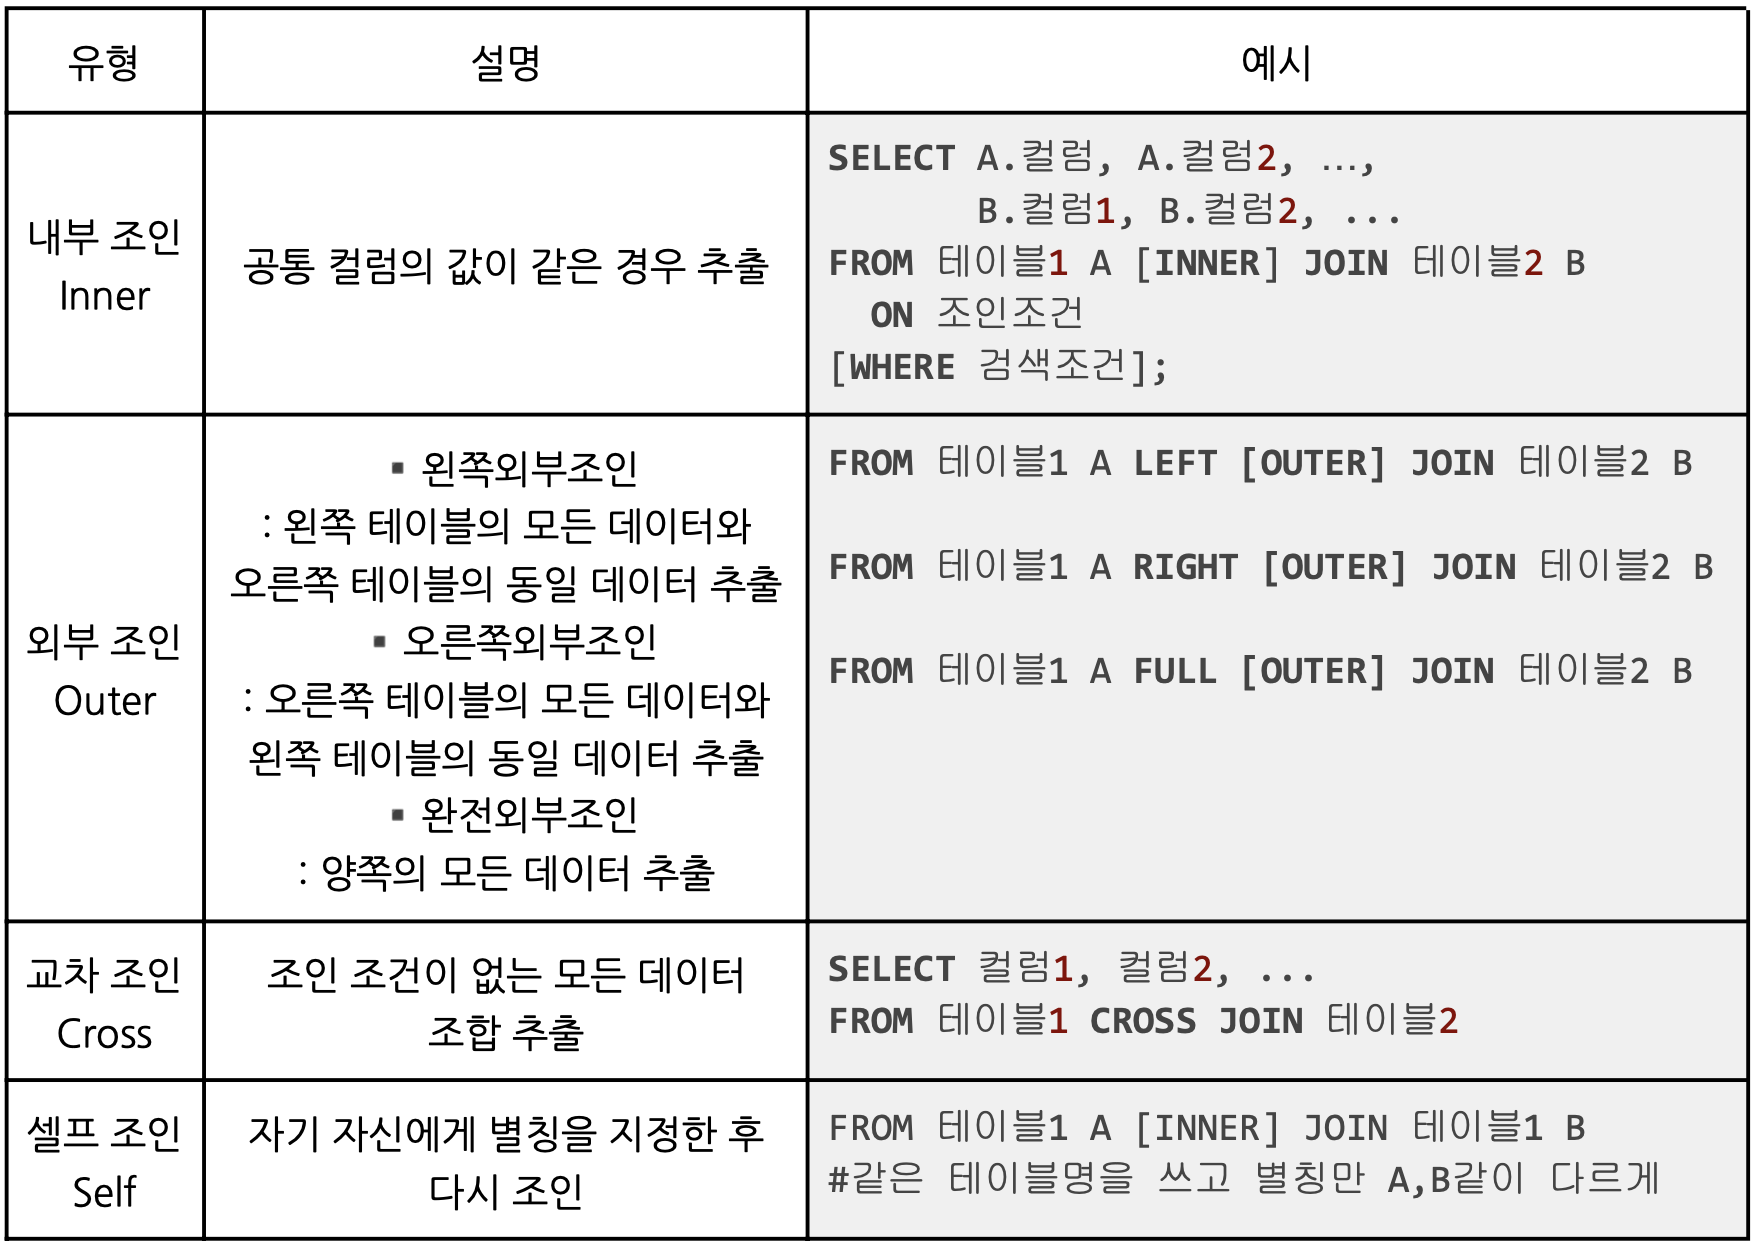 유형
설명
예시
내부 조인
Inner
공통 컬럼의 값이 같은 경우 추출
SELECT A.컬럼, A.컬럼2, …,
B.컬럼1, B.컬럼2, ...
FROM 테이블1 A [INNER] JOIN 테이블2 B
ON 조인조건
[WHERE 검색조건];
외부 조인
Outer
▪ 왼쪽외부조인
: 왼쪽 테이블의 모든 데이터와
오른쪽 테이블의 동일 데이터 추출
▪ 오른쪽외부조인
: 오른쪽 테이블의 모든 데이터와
왼쪽 테이블의 동일 데이터 추출
▪ 완전외부조인
: 양쪽의 모든 데이터 추출
FROM 테이블1 A LEFT [OUTER] JOIN 테이블2 B
FROM 테이블1 A RIGHT [OUTER] JOIN 테이블2 B
FROM 테이블1 A FULL [OUTER] JOIN 테이블2 B
교차 조인
Cross
조인 조건이 없는 모든 데이터
조합 추출
SELECT 컬럼1, 컬럼2, ...
FROM 테이블1 CROSS JOIN 테이블2
셀프 조인
Self
자기 자신에게 별칭을 지정한 후
다시 조인
FROM 테이블1 A [INNER] JOIN 테이블1 B
#같은 테이블명을 쓰고 별칭만 A,B같이 다르게